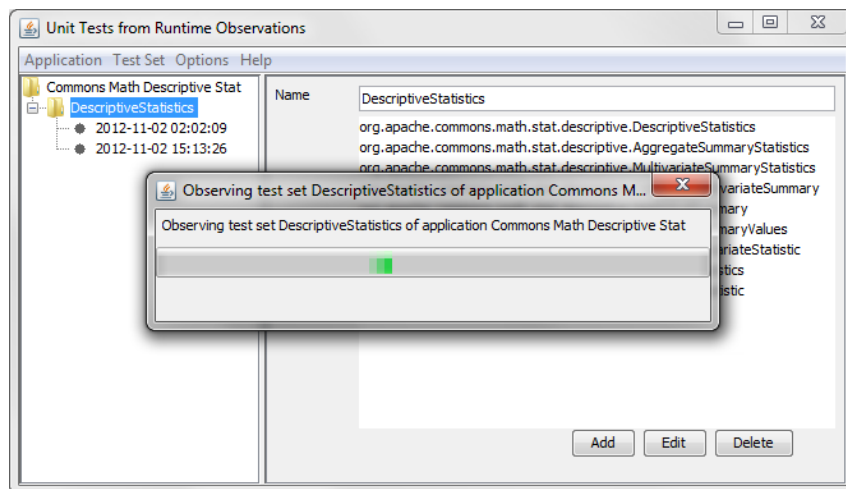 Unit Tests from Runtime Observations
Application Test Set Options Help
Commons Math Descriptive Stat
DescriptiveStatistics
2012-11-02 02:02:09
2012-11-02 15:13:26
Name
DescriptiveStatistics
org.apache.commons.math.stat.descriptive.DescriptiveStatistics
org.apache.commons.math.stat.descriptive.AggregateSummaryStatistics
org.apache.commons.math.stat.descriptive.MultivariateSummaryStatistics
variateSummary
mary
maryValues
variateStatistic
stics
istic
Observing test set DescriptiveStatistics of application Commons M...
Observing test set DescriptiveStatistics of application Commons Math Descriptive Stat
Add
Edit
Delete